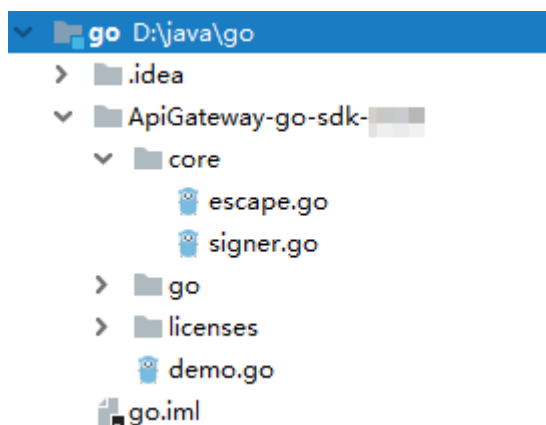 go D:\java\go
.idea
ApiGateway-go-sdk-
core
escape.go
signer.go
go
licenses
demo.go
go.iml